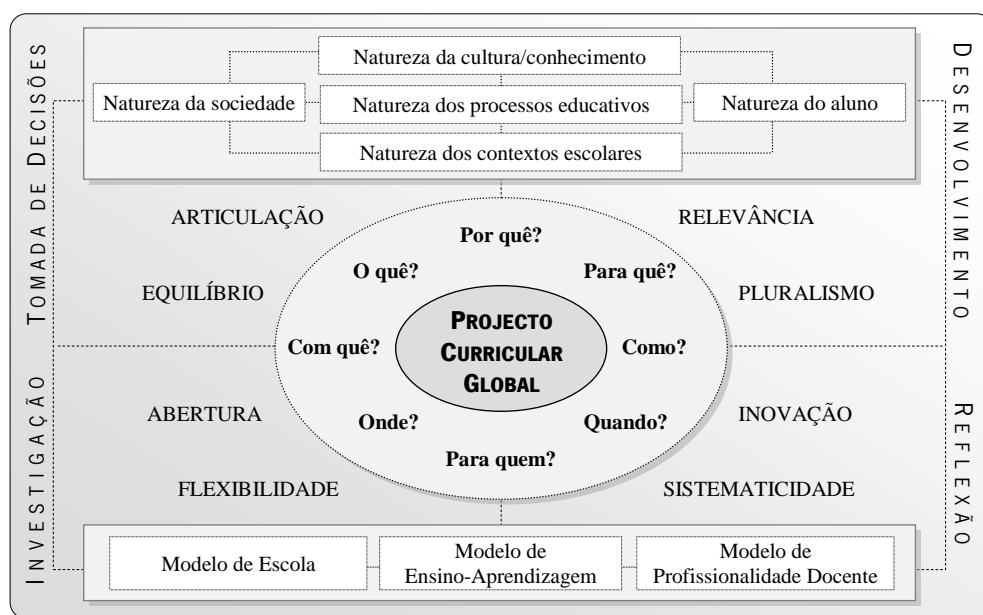 TOMADA DE DECISÕES
DESENVOLVIMENTO
Natureza da cultura/conhecimento
Natureza da sociedade
Natureza dos processos educativos
Natureza do aluno
Natureza dos contextos escolares
ARTICULAÇÃO
RELEVÂNCIA
Por quê?
O quê?
Para quê?
EQUILÍBRIO
PLURALISMO
Com quê?
PROJECTO
CURRICULAR
GLOBAL
Como?
ABERTURA
Onde?
Quando?
INOVAÇÃO
Para quem?
FLEXIBILIDADE
SISTEMATICIDADE
INVESTIGAÇÃO
REFLEXÃO
Modelo de Escola
Modelo de
Ensino-Aprendizagem
Modelo de
Profissionalidade Docente